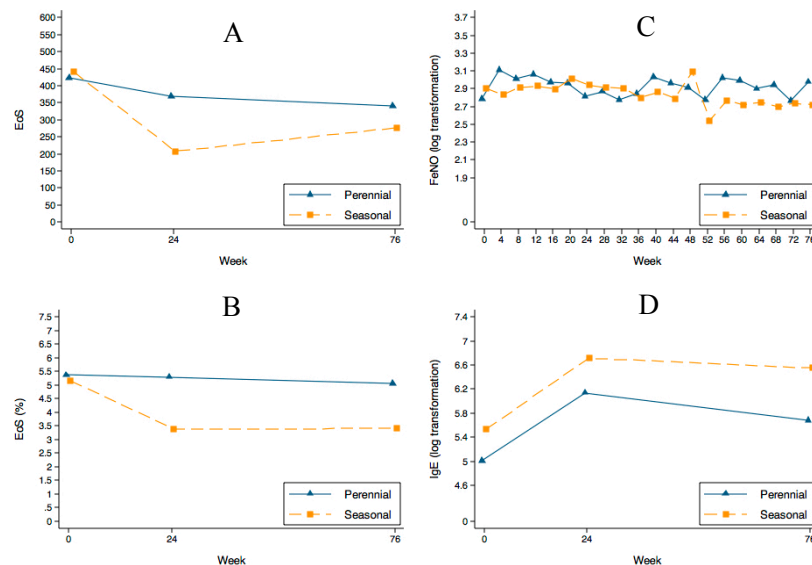 A
600
550
500
450
400
350
300
250
200
150
100
50
0
EoS
Perennial
Seasonal
0 24 76
Week
C
3.7
3.5
3.3
3.1
2.9
2.7
2.5
2.3
2.1
1.9
0
FeNO (log transformation)
Perennial
Seasonal
0 4 8 12 16 20 24 28 32 36 40 44 48 52 56 60 64 68 72 76
Week
B
7.5
7
6.5
6
5.5
5
4.5
4
3.5
3
2.5
2
1.5
1
.5
0
EoS (%)
Perennial
Seasonal
0 24 76
Week
D
7.4
7
6.6
6.2
5.8
5.4
5
4.6
0
IgE (log transformation)
Perennial
Seasonal
0 24 76
Week